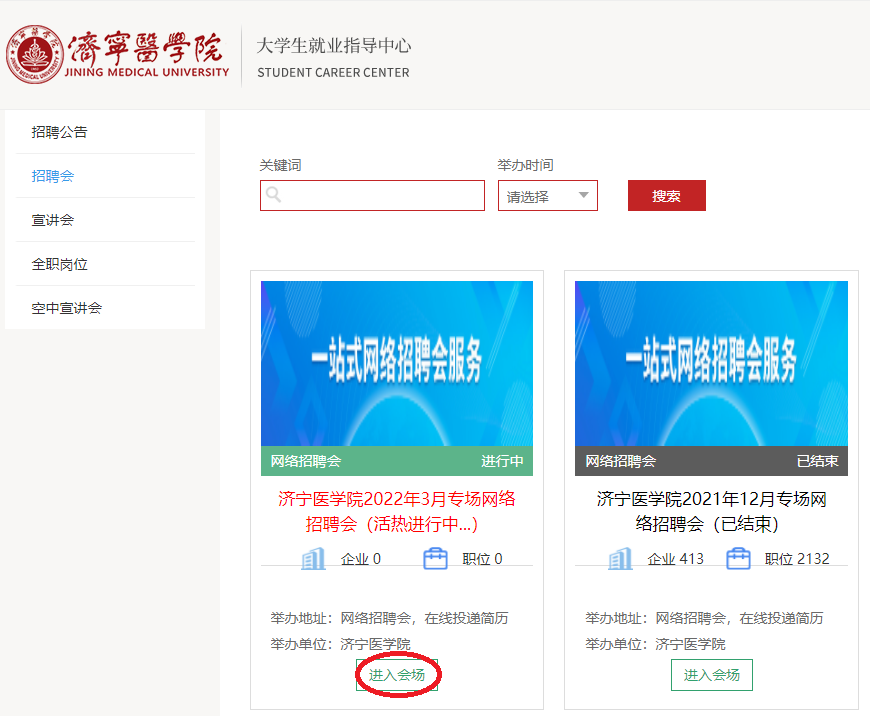 濟寧醫學院
JINING MEDICAL UNIVERSITY
大学生就业指导中心
STUDENT CAREER CENTER
招聘公告
招聘会
宣讲会
全职岗位
空中宣讲会
关键词
举办时间
请选择
搜索
一站式网络招聘会服务
网络招聘会 进行中
济宁医学院2022年3月专场网络
招聘会（活热进行中...）
企业 0 职位 0
举办地址：网络招聘会，在线投递简历
举办单位：济宁医学院
进入会场
一站式网络招聘会服务
网络招聘会 已结束
济宁医学院2021年12月专场网
络招聘会（已结束）
企业 413 职位 2132
举办地址：网络招聘会，在线投递简历
举办单位：济宁医学院
进入会场